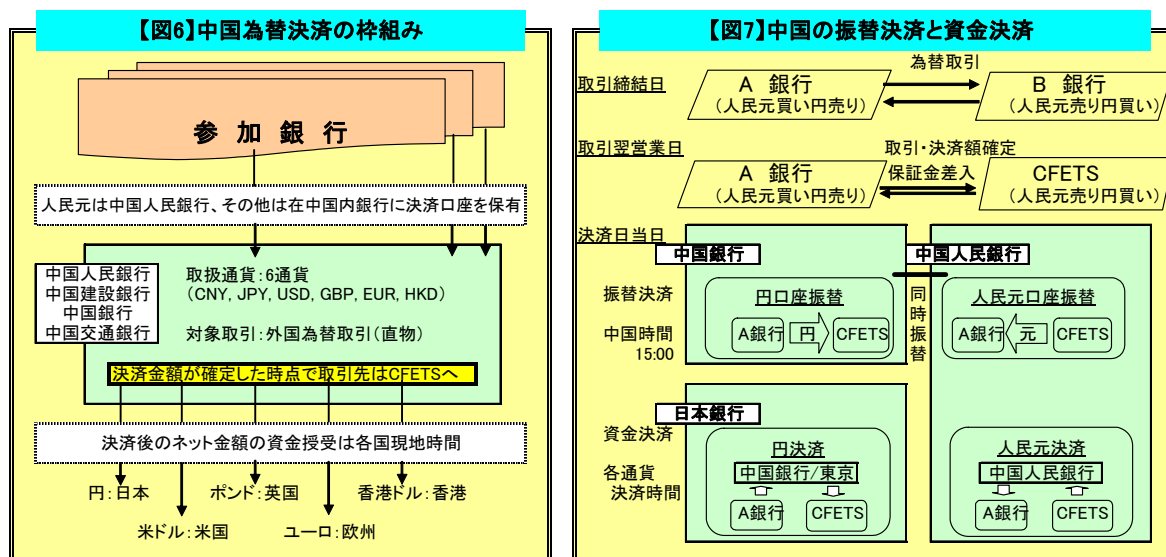 【図6】中国為替決済の枠組み
参 加 銀 行
人民元は中国人民銀行、その他は在中国内銀行に決済口座を保有
中国人民銀行
中国建設銀行
中国銀行
中国交通銀行
取扱通貨:6通貨
(CNY, JPY, USD, GBP, EUR, HKD)
対象取引:外国為替取引(直物)
決済金額が確定した時点で取引先はCFETSへ
決済後のネット金額の資金授受は各国現地時間
円:日本
ポンド:英国
香港ドル:香港
米ドル:米国
ユーロ:欧州
【図7】中国の振替決済と資金決済
取引締結日
A 銀行
(人民元買い円売り)
為替取引
B 銀行
(人民元売り円買い)
取引翌営業日
A 銀行
(人民元買い円売り)
取引・決済額確定
保証金差入
CFETS
(人民元売り円買い)
決済日当日
中国銀行
中国人民銀行
振替決済
中国時間
15:00
円口座振替
A銀行
円
CFETS
同時振替
人民元口座振替
A銀行
元
CFETS
日本銀行
資金決済
各通貨
決済時間
円決済
中国銀行/東京
A銀行
CFETS
人民元決済
中国人民銀行
A銀行
CFETS